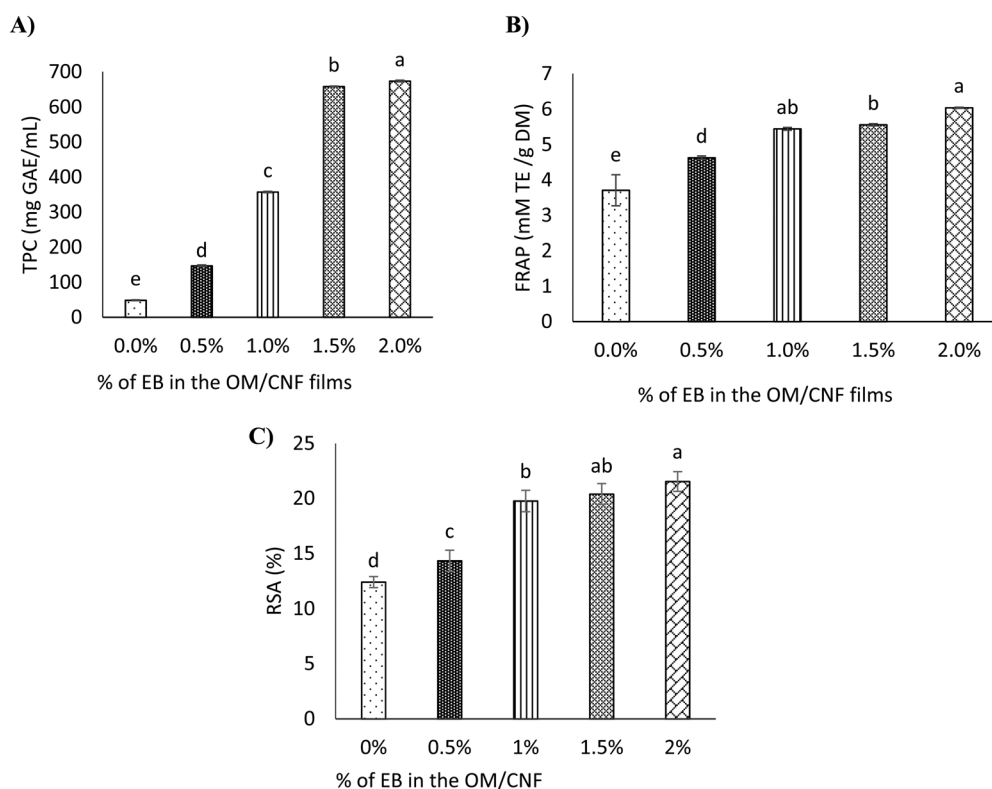 A)
700
600
500
400
300
200
100
0
TPC (mg GAE/mL)
e
d
c
b
a
0.0% 0.5% 1.0% 1.5% 2.0%
% of EB in the OM/CNF films
B)
7
6
5
4
3
2
1
0
FRAP (mM TE /g DM)
e
d
ab
b
a
0.0% 0.5% 1.0% 1.5% 2.0%
% of EB in the OM/CNF films
C)
25
20
15
10
5
0
RSA (%)
d
c
b
ab
a
0% 0.5% 1% 1.5% 2%
% of EB in the OM/CNF